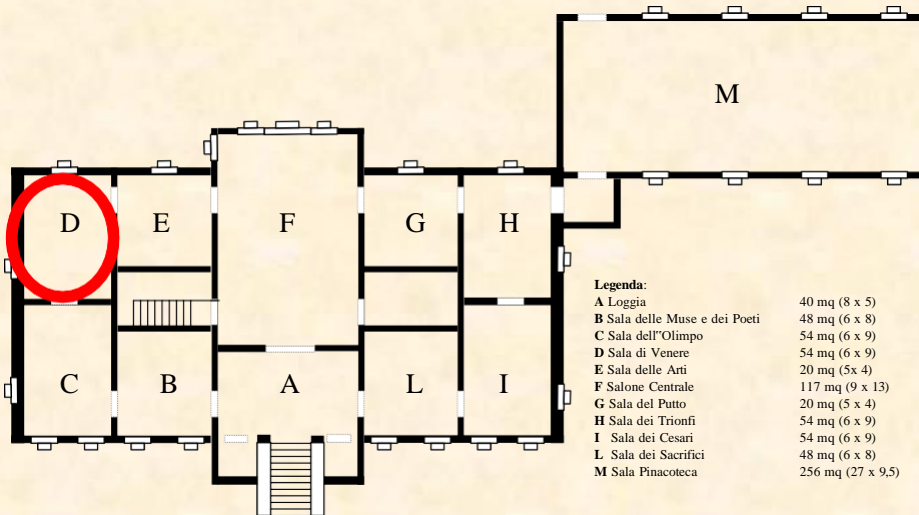 M
D
E
F
G
H
C
B
A
L
I
Legenda:
A Loggia 40 mq (8 x 5)
B Sala delle Muse e dei Poeti 48 mq (6 x 8)
C Sala dell"Olimpo 54 mq (6 x 9)
D Sala di Venere 54 mq (6 x 9)
E Sala delle Arti 20 mq (5x 4)
F Salone Centrale 117 mq (9 x 13)
G Sala del Putto 20 mq (5 x 4)
H Sala dei Trionfi 54 mq (6 x 9)
I Sala dei Cesari 54 mq (6 x 9)
L Sala dei Sacrifici 48 mq (6 x 8)
M Sala Pinacoteca 256 mq (27 x 9,5)